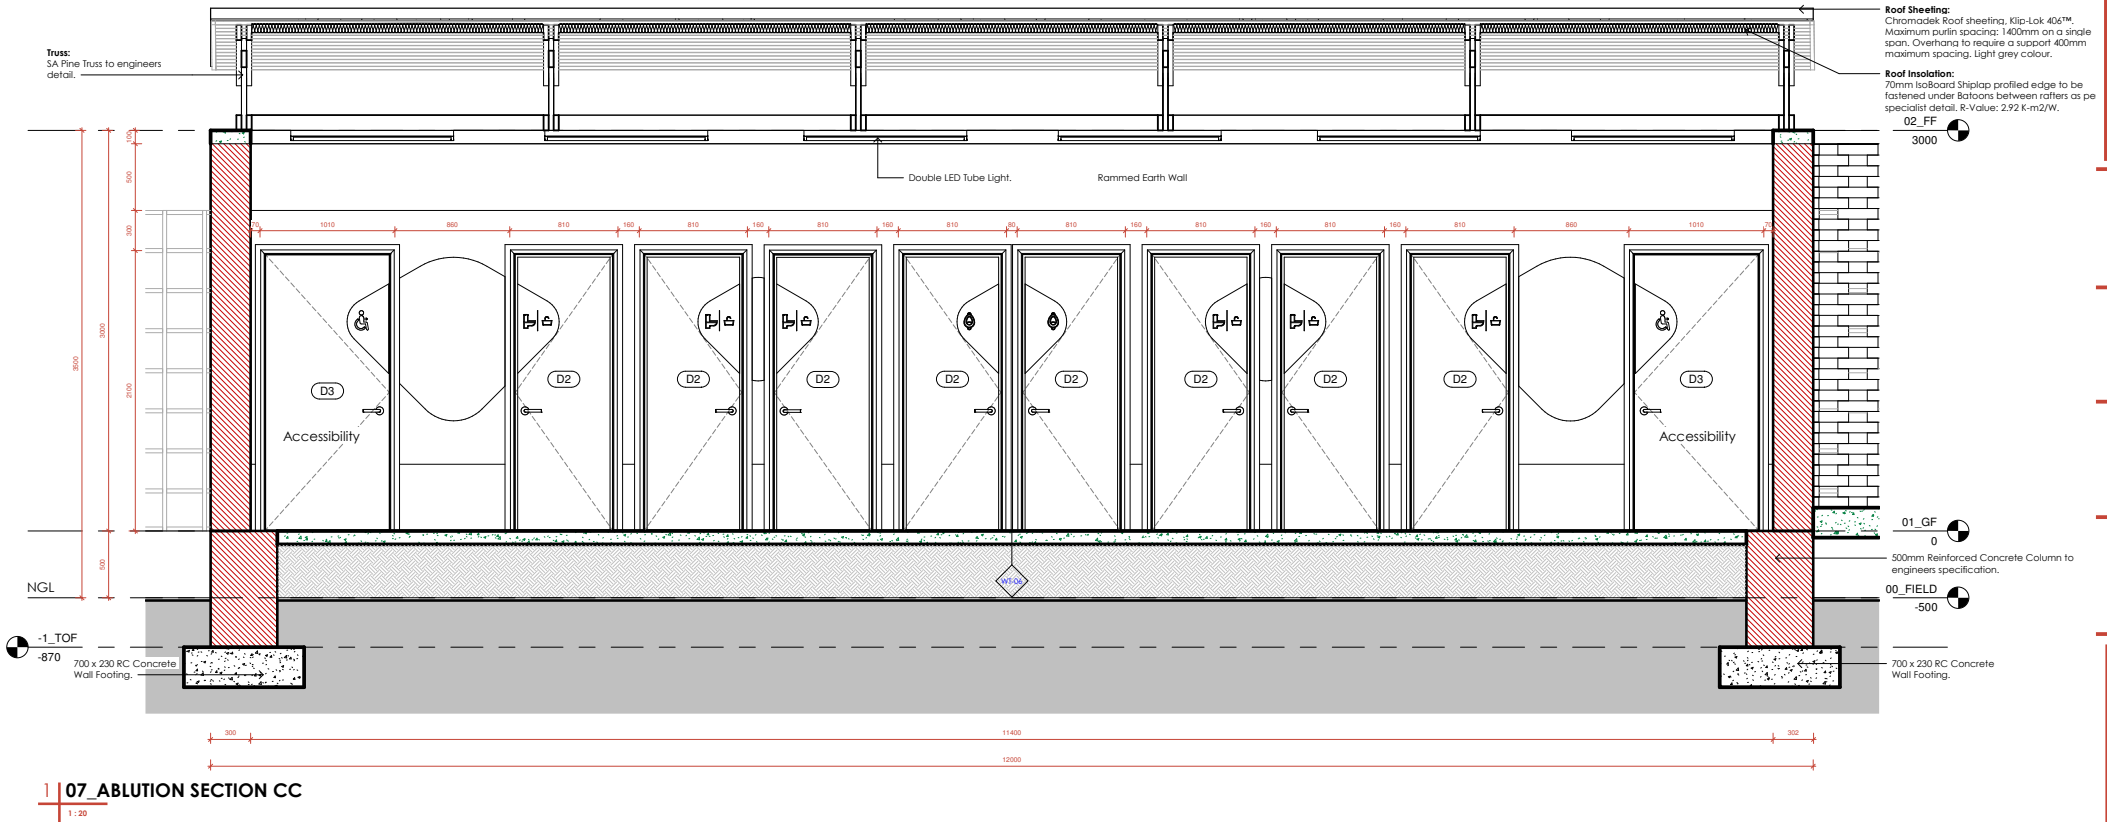 Roof Sheeting:
Chromadek Roof sheeting, Klip-Lok 406™.
Maximum purlin spacing: 1400mm on a single
span. Overhang to require a support 400mm
maximum spacing. Light grey colour.
Truss:
SA Pine Truss to engineers
detail.
Roof Insolation:
70mm IsoBoard Shiplap profiled edge to be
fastened under Batoons between rafters as pe
specialist detail. R-Value: 2.92 K-m2/W.
02_FF
3000
Double LED Tube Light.
Rammed Earth Wall
100
500
300
2100
3000
3500
500
70 1010 860 810 160 810 160 810 160 810 80 810 160 810 160 810 160 810 860 1010 70
D3 D2 D2 D2 D2 D2 D2 D2 D2 D3
Accessibility
Accessibility
01_GF
0
500mm Reinforced Concrete Column to
engineers specification.
NGL
WT-06
00_FIELD
-500
-1_TOF
-870
700 x 230 RC Concrete
Wall Footing.
700 x 230 RC Concrete
Wall Footing.
300 11400 302
12000
1 07_ABLUTION SECTION CC
1 : 20